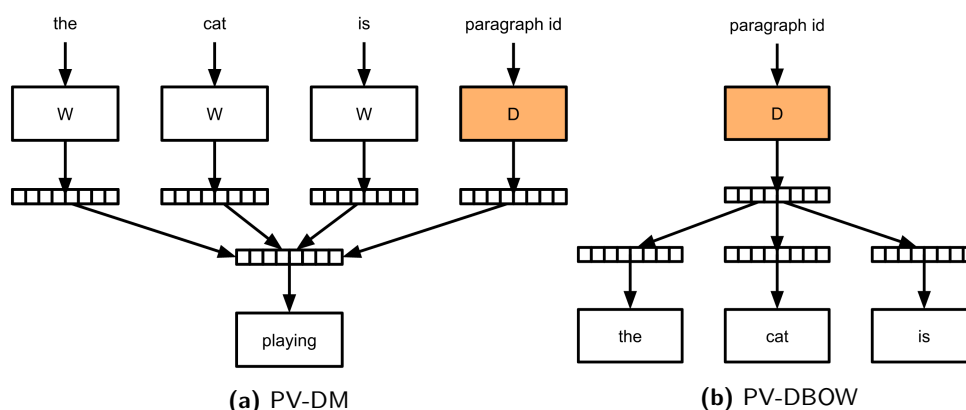 the cat is paragraph id
W W W D
playing
(a) PV-DM
paragraph id
D
the cat is
(b) PV-DBOW